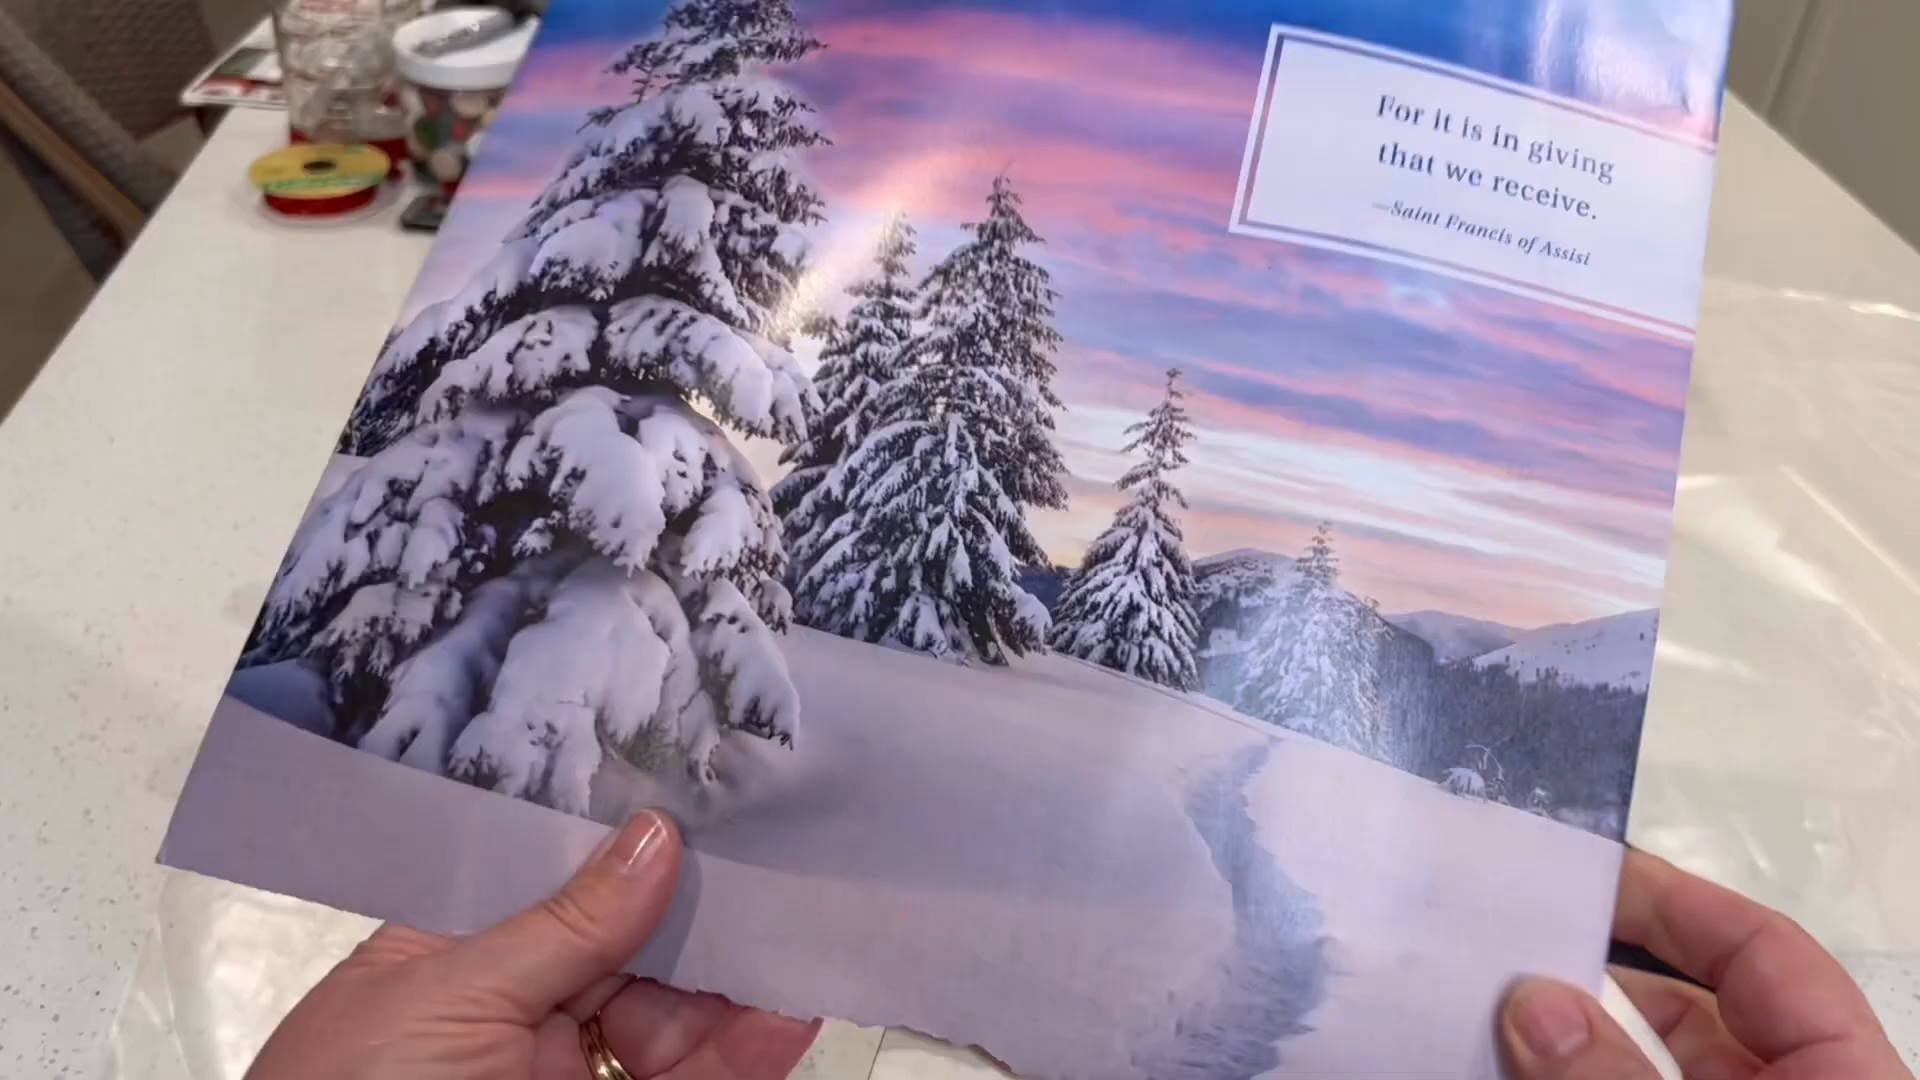 For it is in giving
that we receive.
—Saint Francis of Assisi